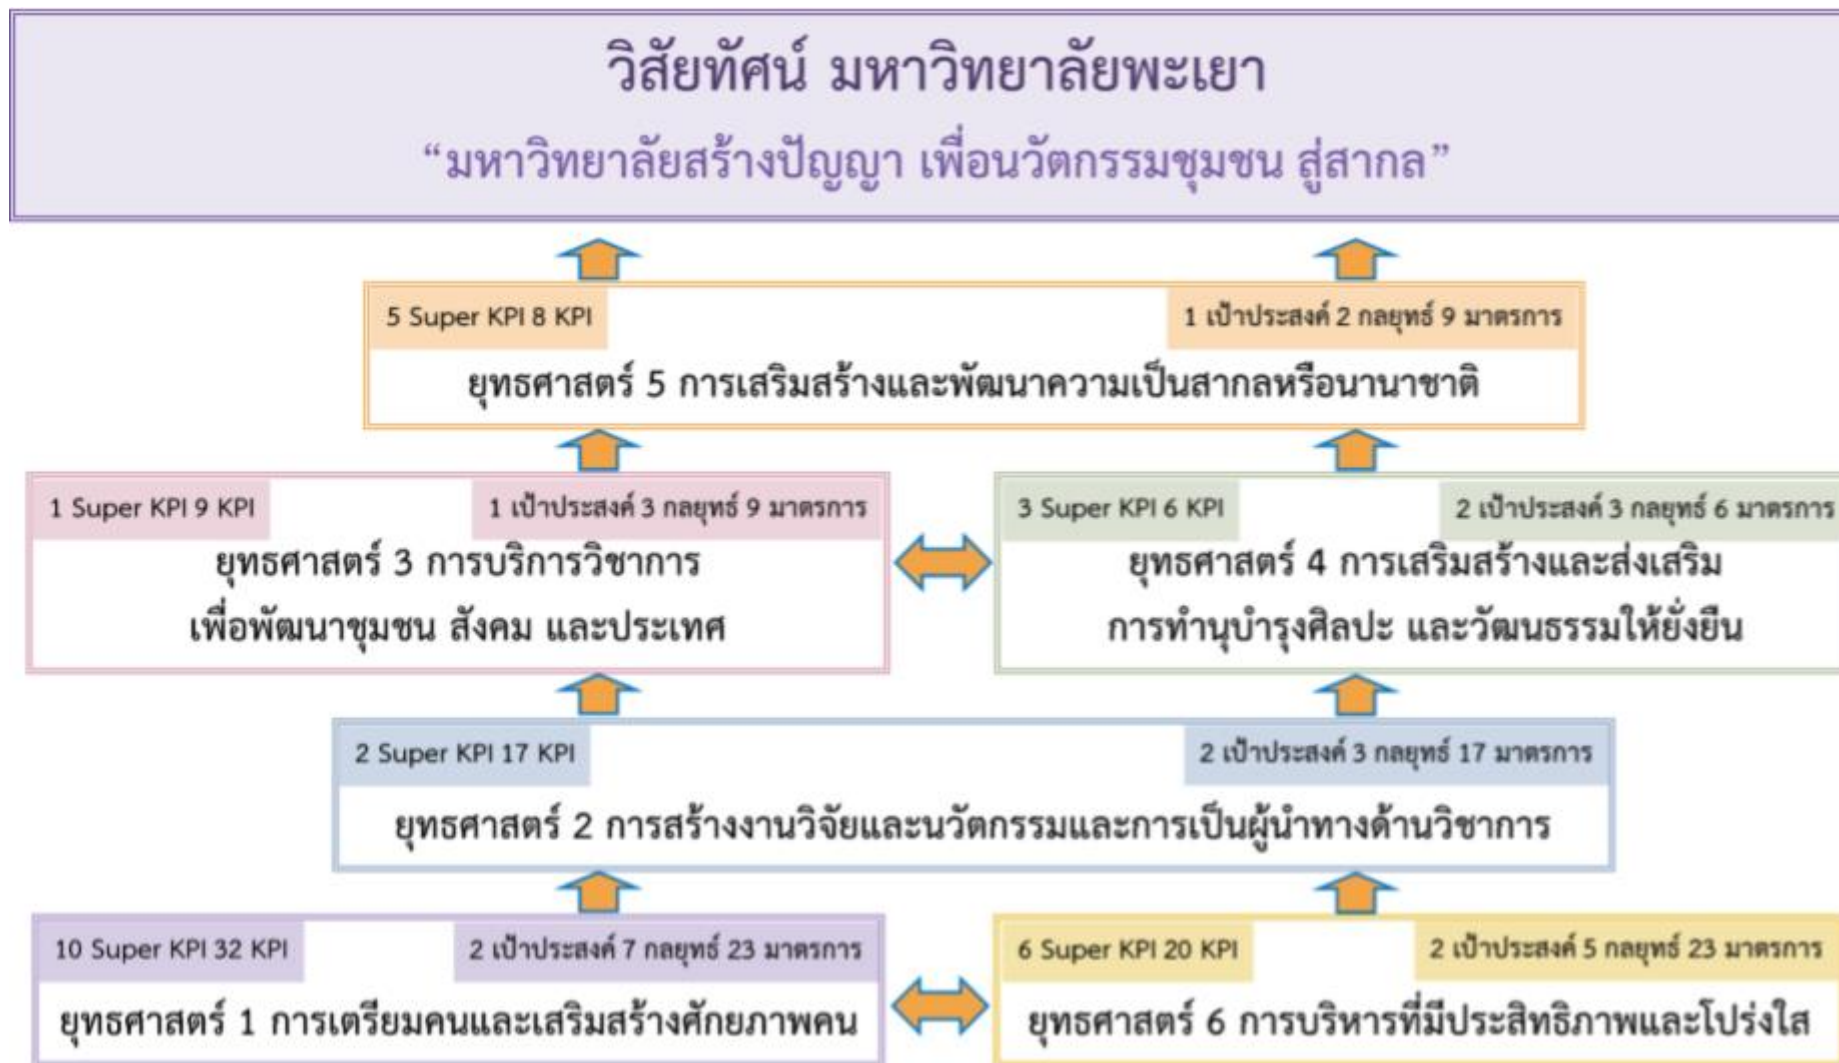 วิสัยทัศน์ มหาวิทยาลัยพะเยา
“มหาวิทยาลัยสร้างปัญญา เพื่อนวัตกรรมชุมชน สู่สากล”
5 Super KPI 8 KPI
1 เป้าประสงค์ 2 กลยุทธ์ 9 มาตรการ
ยุทธศาสตร์ 5 การเสริมสร้างและพัฒนาความเป็นสากลหรือนานาชาติ
1 Super KPI 9 KPI
1 เป้าประสงค์ 3 กลยุทธ์ 9 มาตรการ
ยุทธศาสตร์ 3 การบริการวิชาการ
เพื่อพัฒนาชุมชน สังคม และประเทศ
3 Super KPI 6 KPI
2 เป้าประสงค์ 3 กลยุทธ์ 6 มาตรการ
ยุทธศาสตร์ 4 การเสริมสร้างและส่งเสริม
การทำนุบำรุงศิลปะ และวัฒนธรรมให้ยั่งยืน
2 Super KPI 17 KPI
2 เป้าประสงค์ 3 กลยุทธ์ 17 มาตรการ
ยุทธศาสตร์ 2 การสร้างงานวิจัยและนวัตกรรมและการเป็นผู้นำทางด้านวิชาการ
10 Super KPI 32 KPI
2 เป้าประสงค์ 7 กลยุทธ์ 23 มาตรการ
ยุทธศาสตร์ 1 การเตรียมคนและเสริมสร้างศักยภาพคน
6 Super KPI 20 KPI
2 เป้าประสงค์ 5 กลยุทธ์ 23 มาตรการ
ยุทธศาสตร์ 6 การบริหารที่มีประสิทธิภาพและโปร่งใส